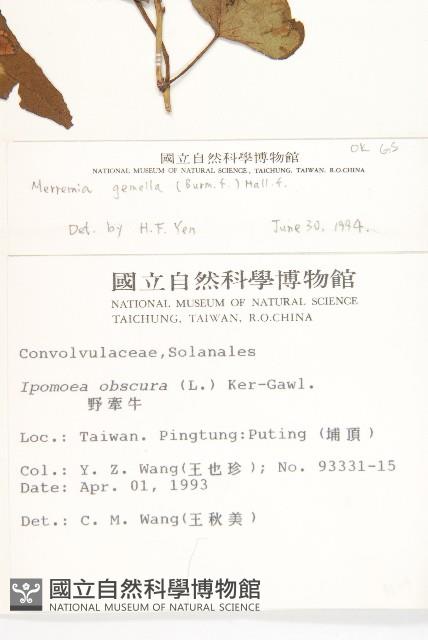 OK GS
國立自然科學博物館
NATIONAL MUSEUM OF NATURAL SCIENCE, TAICHUNG, TAIWAN, R.O.CHINA
Merremia gemella (Burm.f.) Hall.f.
Det. by H.F. Yen June 30, 1994.
國立自然科學博物館
NATIONAL MUSEUM OF NATURAL SCIENCE
TAICHUNG, TAIWAN, R.O.CHINA
Convolvulaceae,Solanales
Ipomoea obscura (L.) Ker-Gawl.
野牽牛
Loc.: Taiwan. Pingtung:Puting (埔頂)
Col.: Y. Z. Wang(王也珍); No. 93331-15
Date: Apr. 01, 1993
Det.: C. M. Wang(王秋美)
國立自然科學博物館
NATIONAL MUSEUM OF NATURAL SCIENCE